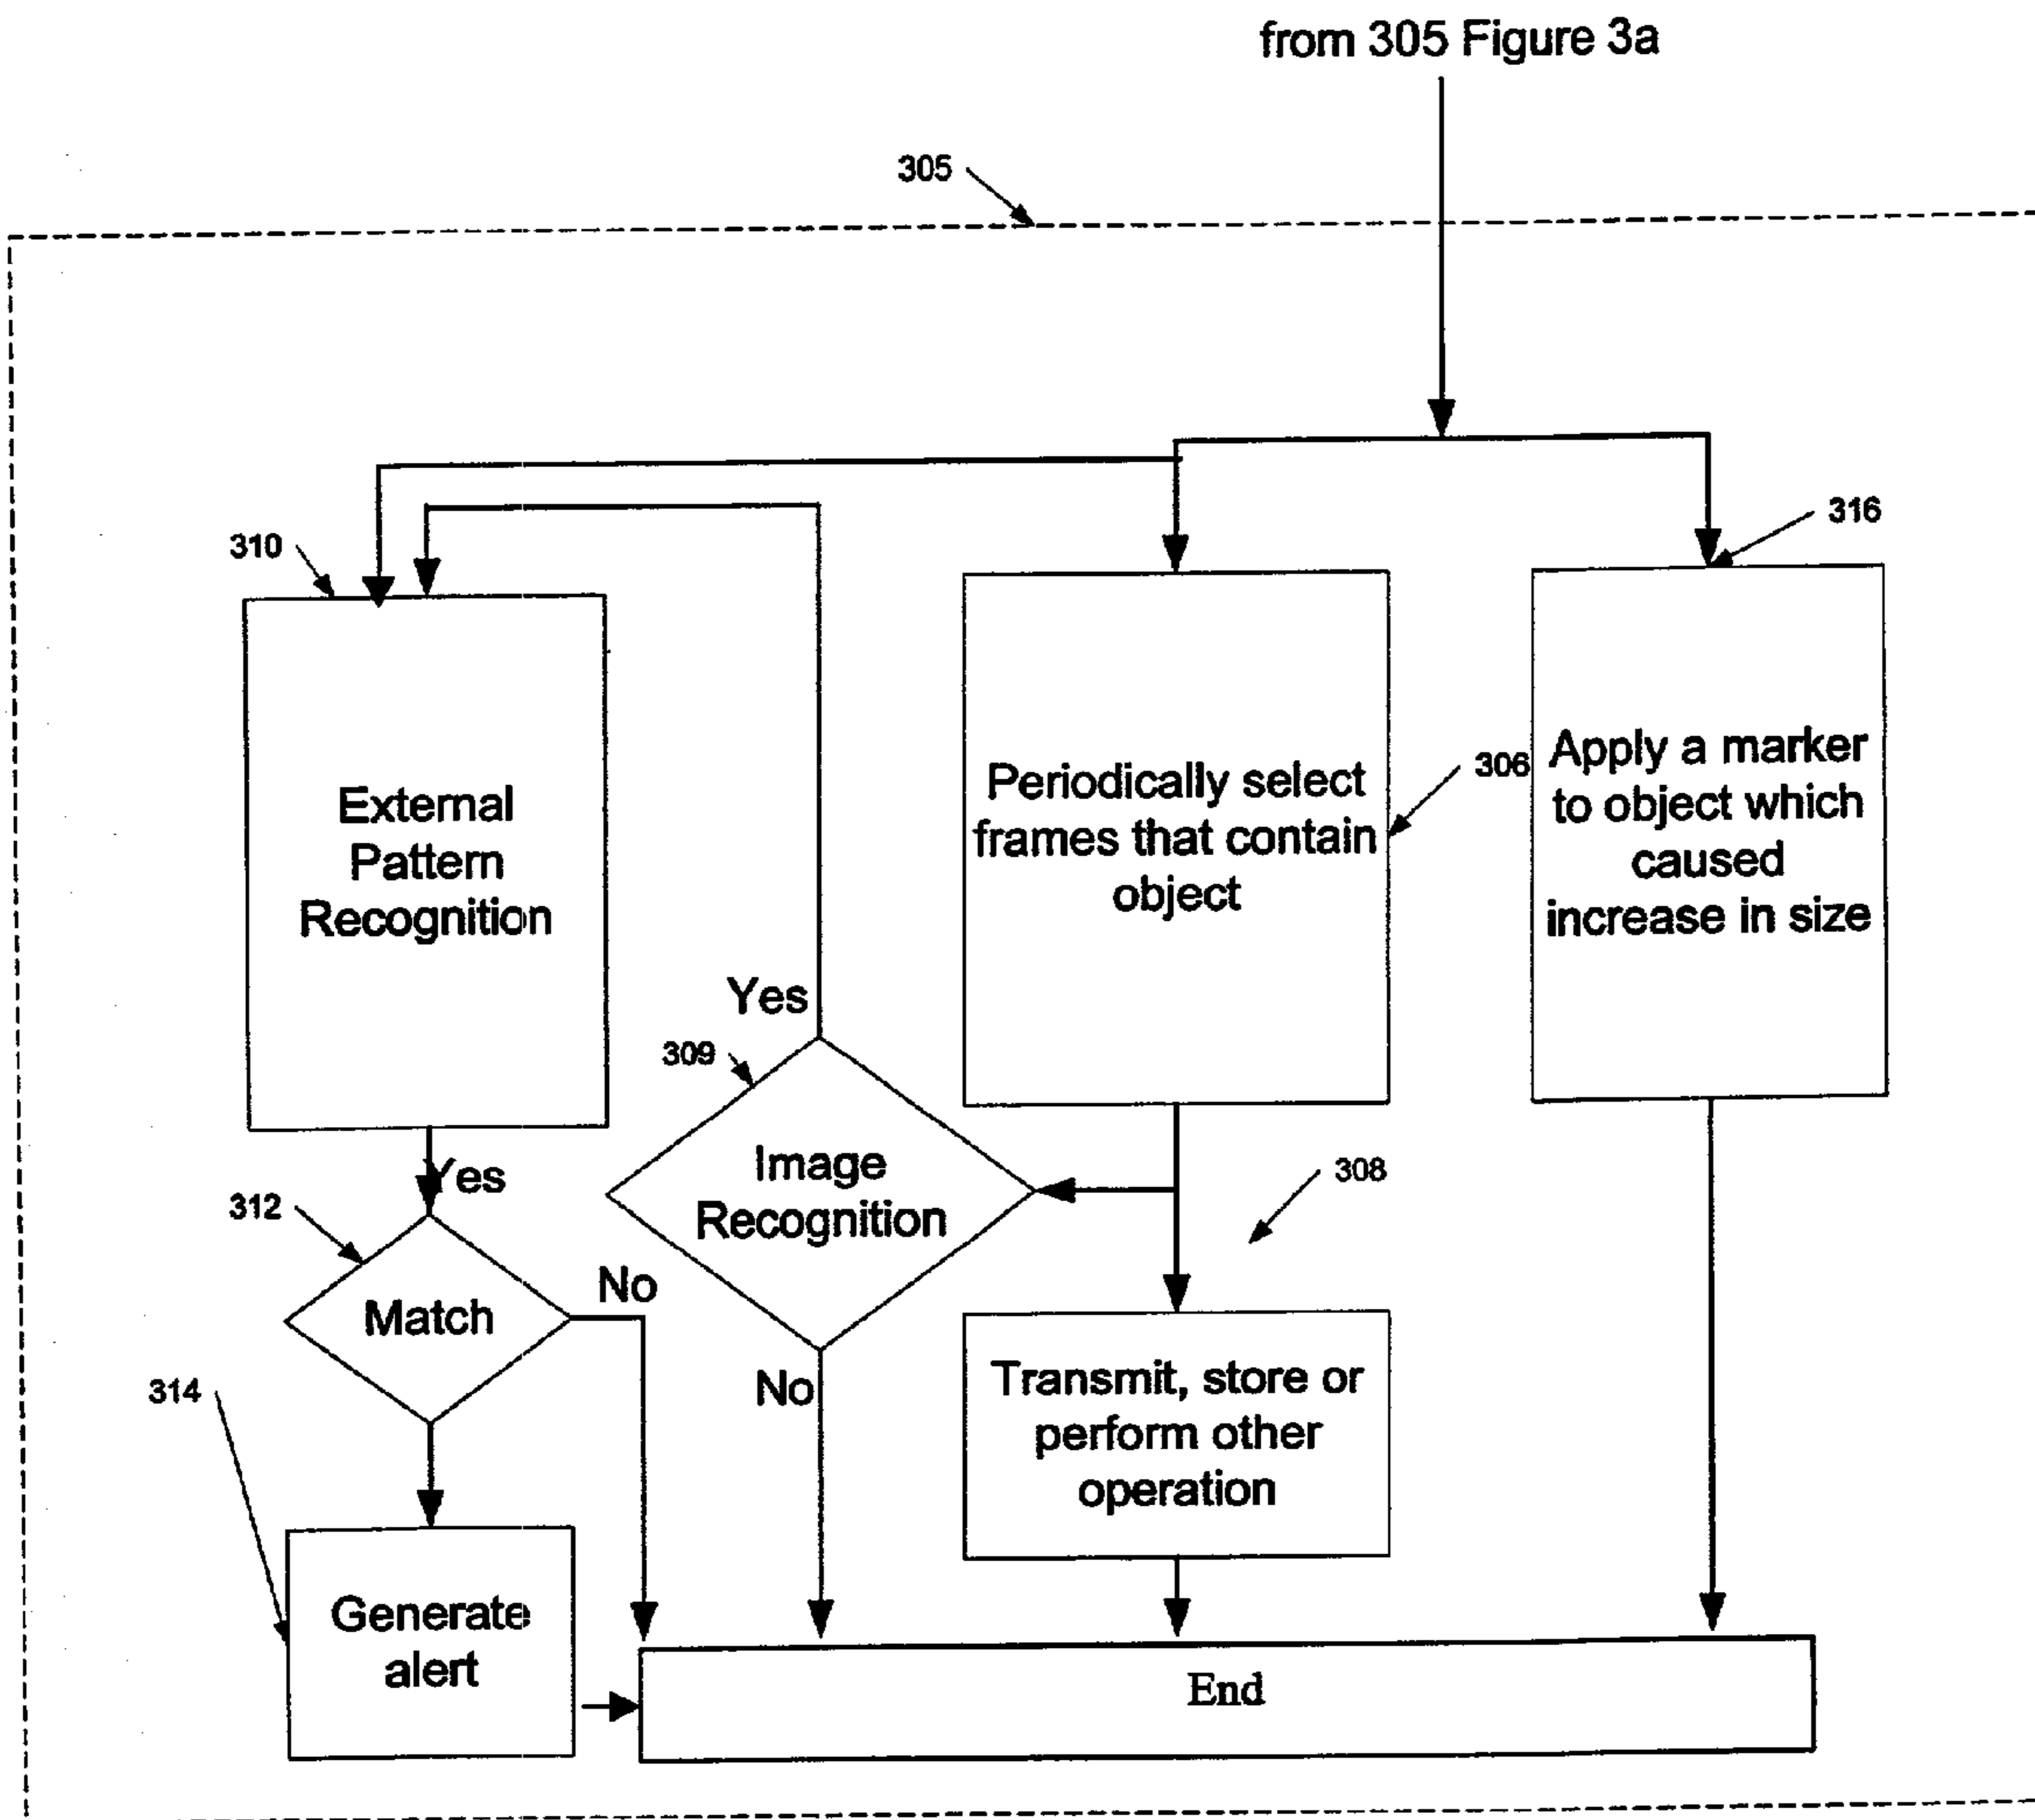 from 305 Figure 3a
305
310
316
External
Pattern
Recognition
Periodically select
frames that contain
object
306
Apply a marker
to object which
caused
increase in size
Yes
309
Image
Recognition
308
Yes
312
Match
No
No
314
Transmit, store or
perform other
operation
Generate
alert
End